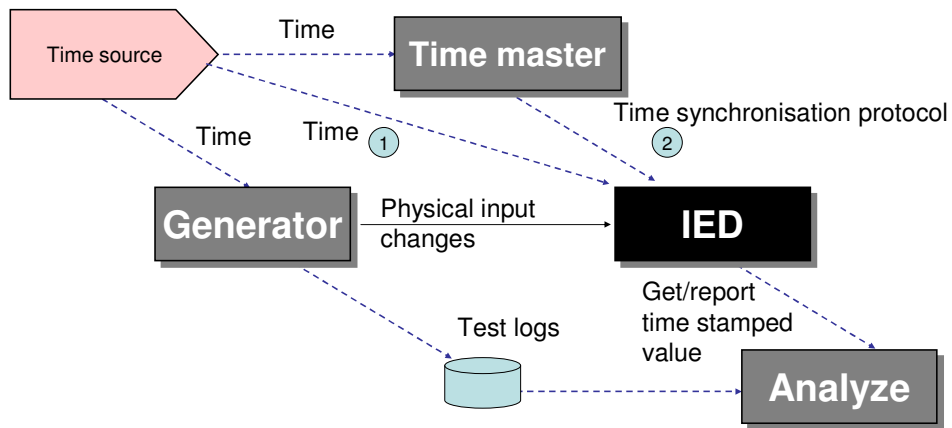 Time
Time source
Time master
Time synchronisation protocol
Time
Time
1
2
Generator
Physical input
changes
IED
Get/report
time stamped
value
Test logs
Analyze